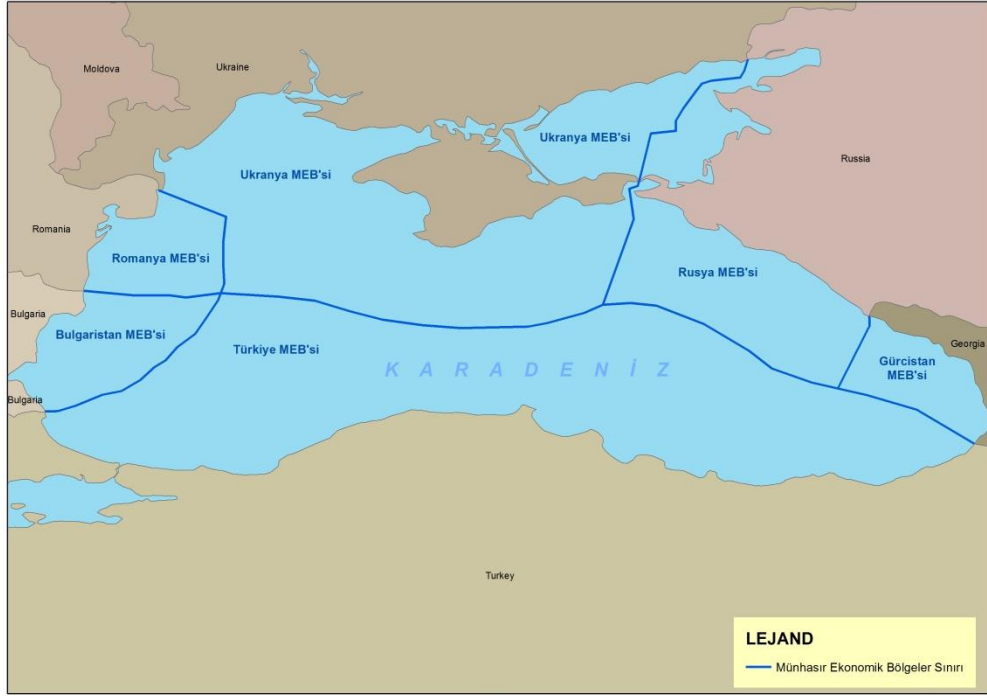 Moldova
Ukraine
Ukranya MEB'si
Ukranya MEB'si
Russia
Romania
Romanya MEB'si
Rusya MEB'si
Bulgaria
Bulgaristan MEB'si
Türkiye MEB'si
KARADENİZ
Gürcistan
MEB'si
Georgia
Bulgaria
Turkey
LEJAND
Münhasır Ekonomik Bölgeler Sınırı